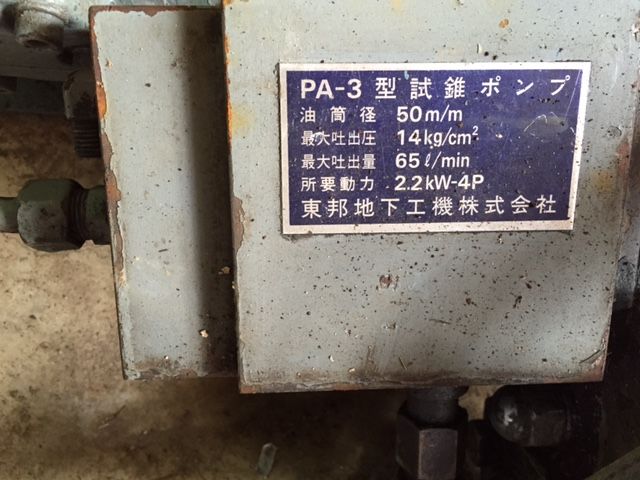 PA-3型試錐ポンプ
油筒径 50m/m
最大吐出圧 14kg/cm²
最大吐出量 65ℓ/min
所要動力 2.2kW-4P
東邦地下工機株式会社